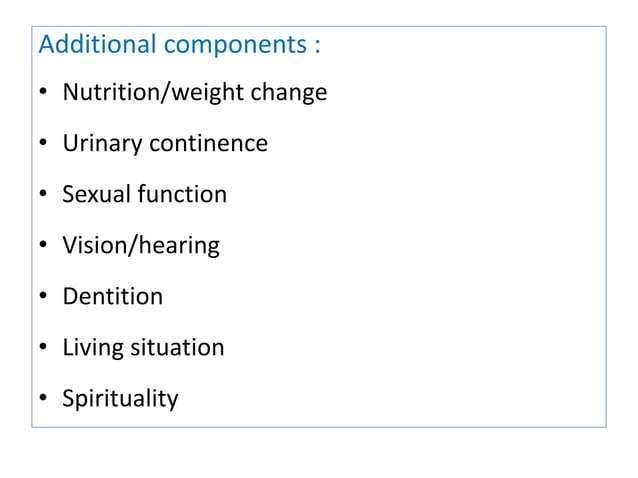 Additional components :
• Nutrition/weight change
• Urinary continence
• Sexual function
• Vision/hearing
• Dentition
• Living situation
• Spirituality